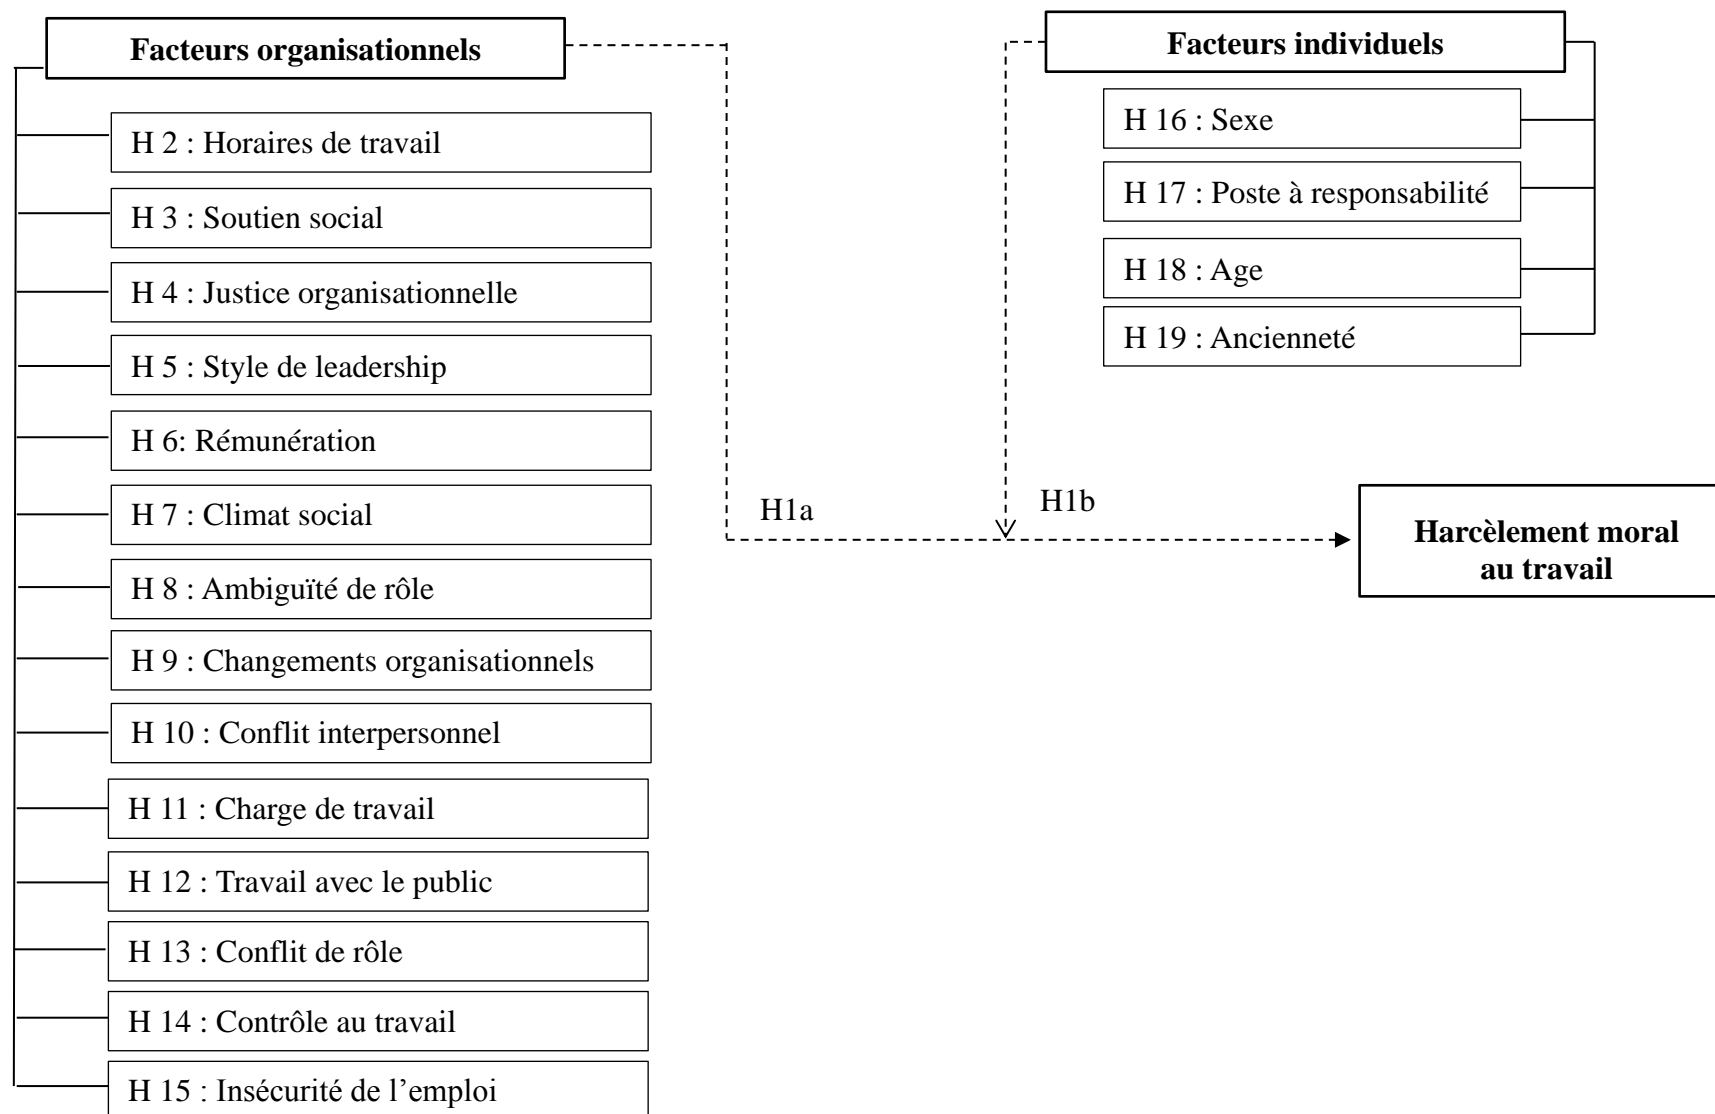 Facteurs organisationnels
H 2 : Horaires de travail
H 3 : Soutien social
H 4 : Justice organisationnelle
H 5 : Style de leadership
H 6: Rémunération
H 7 : Climat social
H 8 : Ambiguïté de rôle
H 9 : Changements organisationnels
H 10 : Conflit interpersonnel
H 11 : Charge de travail
H 12 : Travail avec le public
H 13 : Conflit de rôle
H 14 : Contrôle au travail
H 15 : Insécurité de l’emploi
Facteurs individuels
H 16 : Sexe
H 17 : Poste à responsabilité
H 18 : Age
H 19 : Ancienneté
H1a
H1b
Harcèlement moral
au travail